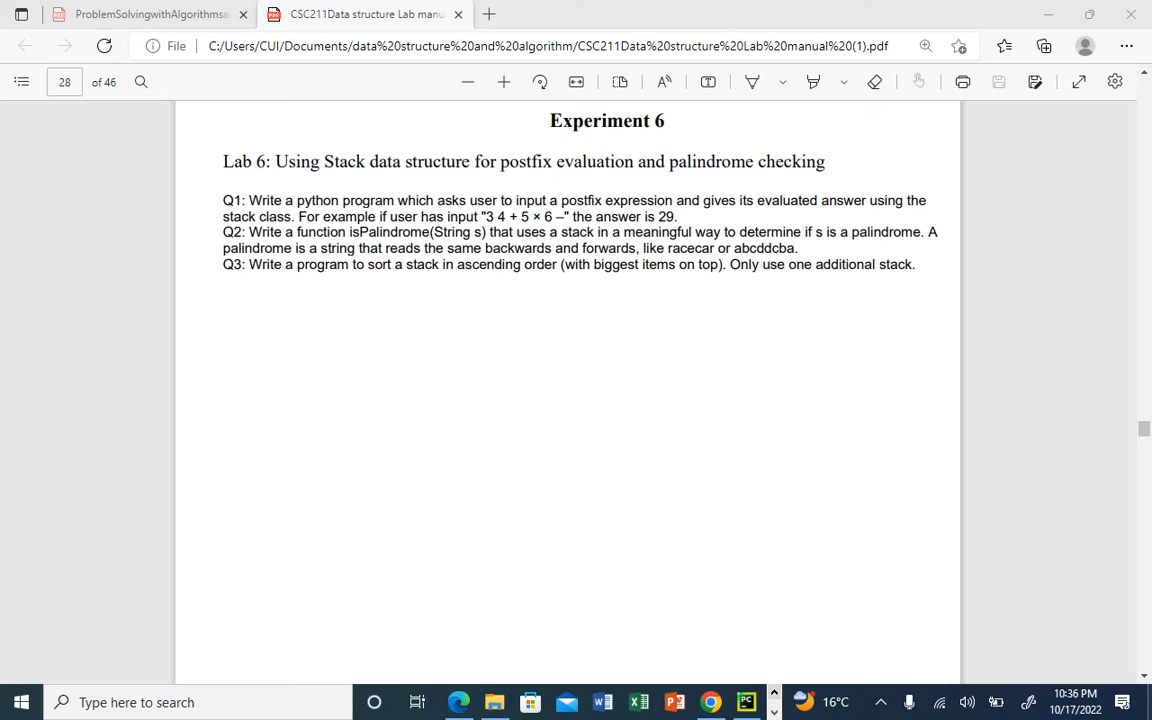 ProblemSolvingwithAlgorithmsa
CSC211Data structure Lab manu
File
C:/Users/CUI/Documents/data%20structure%20and%20algorithm/CSC211Data%20structure%20Lab%20manual%20(1).pdf
28 of 46
Experiment 6
Lab 6: Using Stack data structure for postfix evaluation and palindrome checking
Q1: Write a python program which asks user to input a postfix expression and gives its evaluated answer using the
stack class. For example if user has input "3 4 + 5 × 6 –" the answer is 29.
Q2: Write a function isPalindrome(String s) that uses a stack in a meaningful way to determine if s is a palindrome. A
palindrome is a string that reads the same backwards and forwards, like racecar or abcddcba.
Q3: Write a program to sort a stack in ascending order (with biggest items on top). Only use one additional stack.
Type here to search
16°C
10:36 PM
10/17/2022